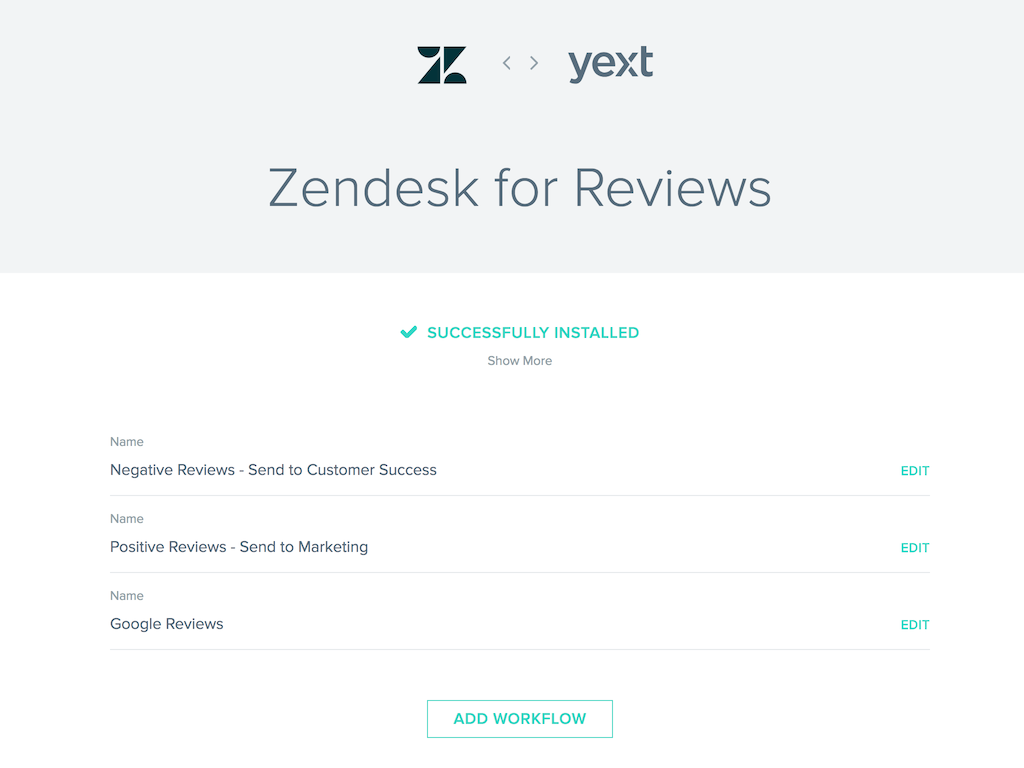 yext
Zendesk for Reviews
SUCCESSFULLY INSTALLED
Show More
Name
Negative Reviews - Send to Customer Success
EDIT
Name
Positive Reviews - Send to Marketing
EDIT
Name
Google Reviews
EDIT
ADD WORKFLOW